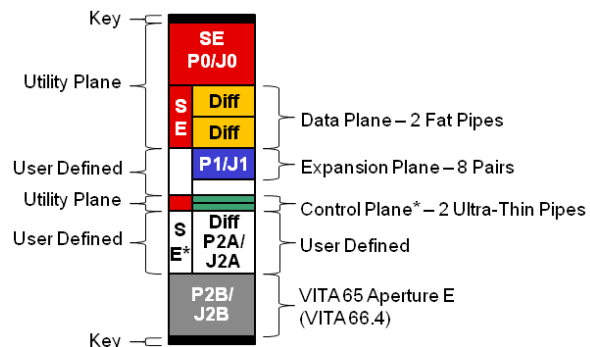 Key
Utility Plane
User Defined
Utility Plane
User Defined
Key
SE
P0/J0
S
E
Diff
Diff
P1/J1
S
E*
Diff
P2A/
J2A
P2B/
J2B
Data Plane – 2 Fat Pipes
Expansion Plane – 8 Pairs
Control Plane* – 2 Ultra-Thin Pipes
User Defined
VITA 65 Aperture E
(VITA 66.4)